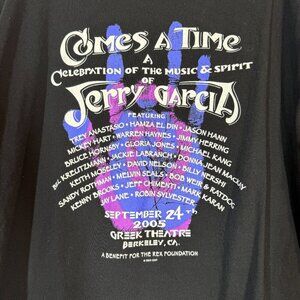 COMES A TIME
A
CELEBRATION OF THE MUSIC & SPIRIT
OF
JERRY GARCIA
FEATURING
TREY ANASTASIO • HAMZA EL DIN • JASON HANN
MICKEY HART • WARREN HAYNES • JIMMY HERRING
BRUCE HORNSBY • GLORIA JONES • MICHAEL KANG
BILL KREUTZMANN • JACKIE LABRANCH • DONNA JEAN MACKAY
KEITH MOSELEY • DAVID NELSON • BILLY NERSHI
SANDY ROTHMAN • MELVIN SEALS • BOB WEIR & RATDOG
KENNY BROOKS • JEFF CHIMENTI • MARK KARAN
JAY LANE • ROBIN SYLVESTER
SEPTEMBER 24TH,
2005
GREEK THEATRE
BERKELEY, CA.
A BENEFIT FOR THE REX FOUNDATION